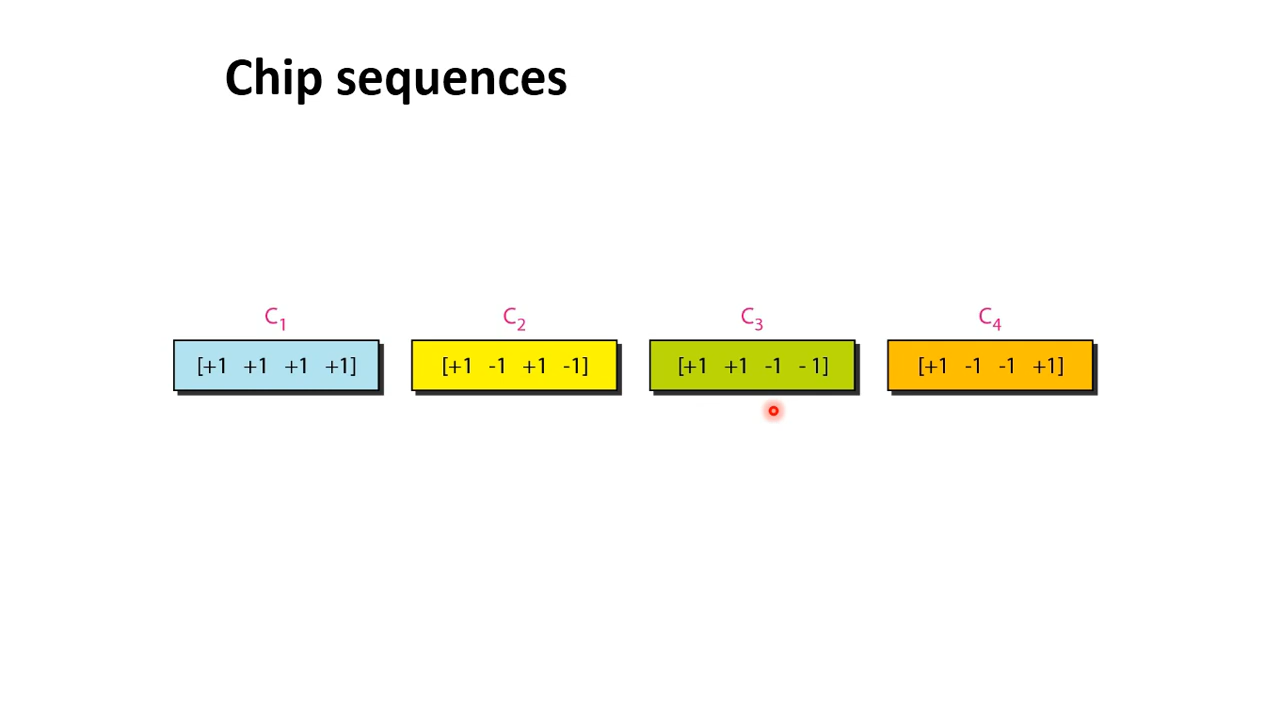 Chip sequences
C1 C2 C3 C4
[+1 +1 +1 +1] [+1 -1 +1 -1] [+1 +1 -1 - 1] [+1 -1 -1 +1]